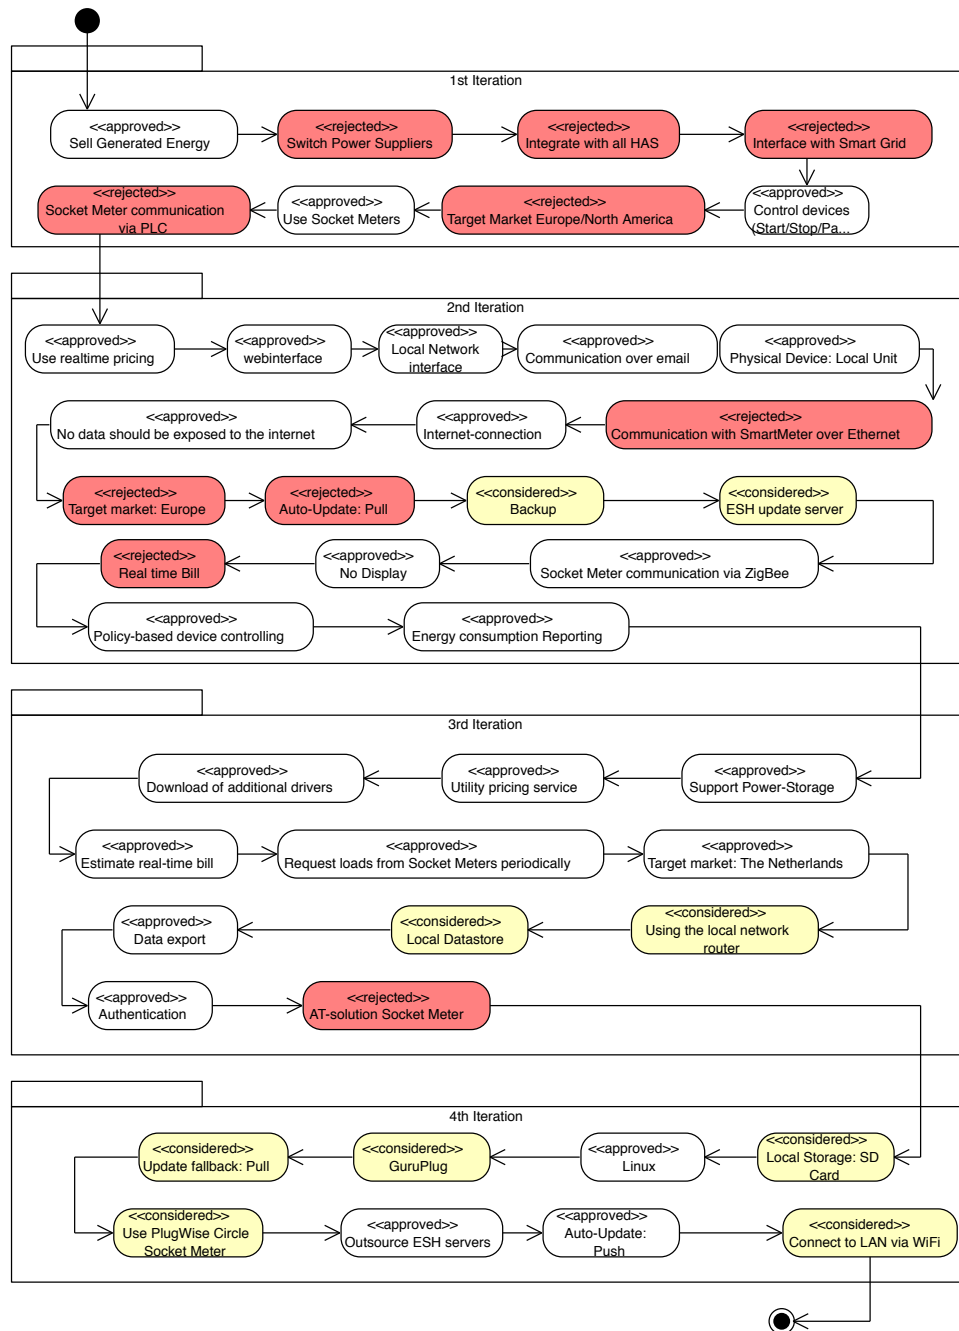 1st Iteration
<<approved>>
Sell Generated Energy
<<rejected>>
Switch Power Suppliers
<<rejected>>
Integrate with all HAS
<<rejected>>
Interface with Smart Grid
<<rejected>>
Socket Meter communication
via PLC
<<approved>>
Use Socket Meters
<<rejected>>
Target Market Europe/North America
<<approved>>
Control devices
(Start/Stop/Pa...
2nd Iteration
<<approved>>
Use realtime pricing
<<approved>>
webinterface
<<approved>>
Local Network
interface
<<approved>>
Communication over email
<<approved>>
Physical Device: Local Unit
<<approved>>
No data should be exposed to the internet
<<approved>>
Internet-connection
<<rejected>>
Communication with SmartMeter over Ethernet
<<rejected>>
Target market: Europe
<<rejected>>
Auto-Update: Pull
<<considered>>
Backup
<<considered>>
ESH update server
<<rejected>>
Real time Bill
<<approved>>
No Display
<<approved>>
Socket Meter communication via ZigBee
<<approved>>
Policy-based device controlling
<<approved>>
Energy consumption Reporting
3rd Iteration
<<approved>>
Download of additional drivers
<<approved>>
Utility pricing service
<<approved>>
Support Power-Storage
<<approved>>
Estimate real-time bill
<<approved>>
Request loads from Socket Meters periodically
<<approved>>
Target market: The Netherlands
<<approved>>
Data export
<<considered>>
Local Datastore
<<considered>>
Using the local network
router
<<approved>>
Authentication
<<rejected>>
AT-solution Socket Meter
4th Iteration
<<considered>>
Update fallback: Pull
<<considered>>
GuruPlug
<<approved>>
Linux
<<considered>>
Local Storage: SD
Card
<<considered>>
Use PlugWise Circle
Socket Meter
<<approved>>
Outsource ESH servers
<<approved>>
Auto-Update:
Push
<<considered>>
Connect to LAN via WiFi